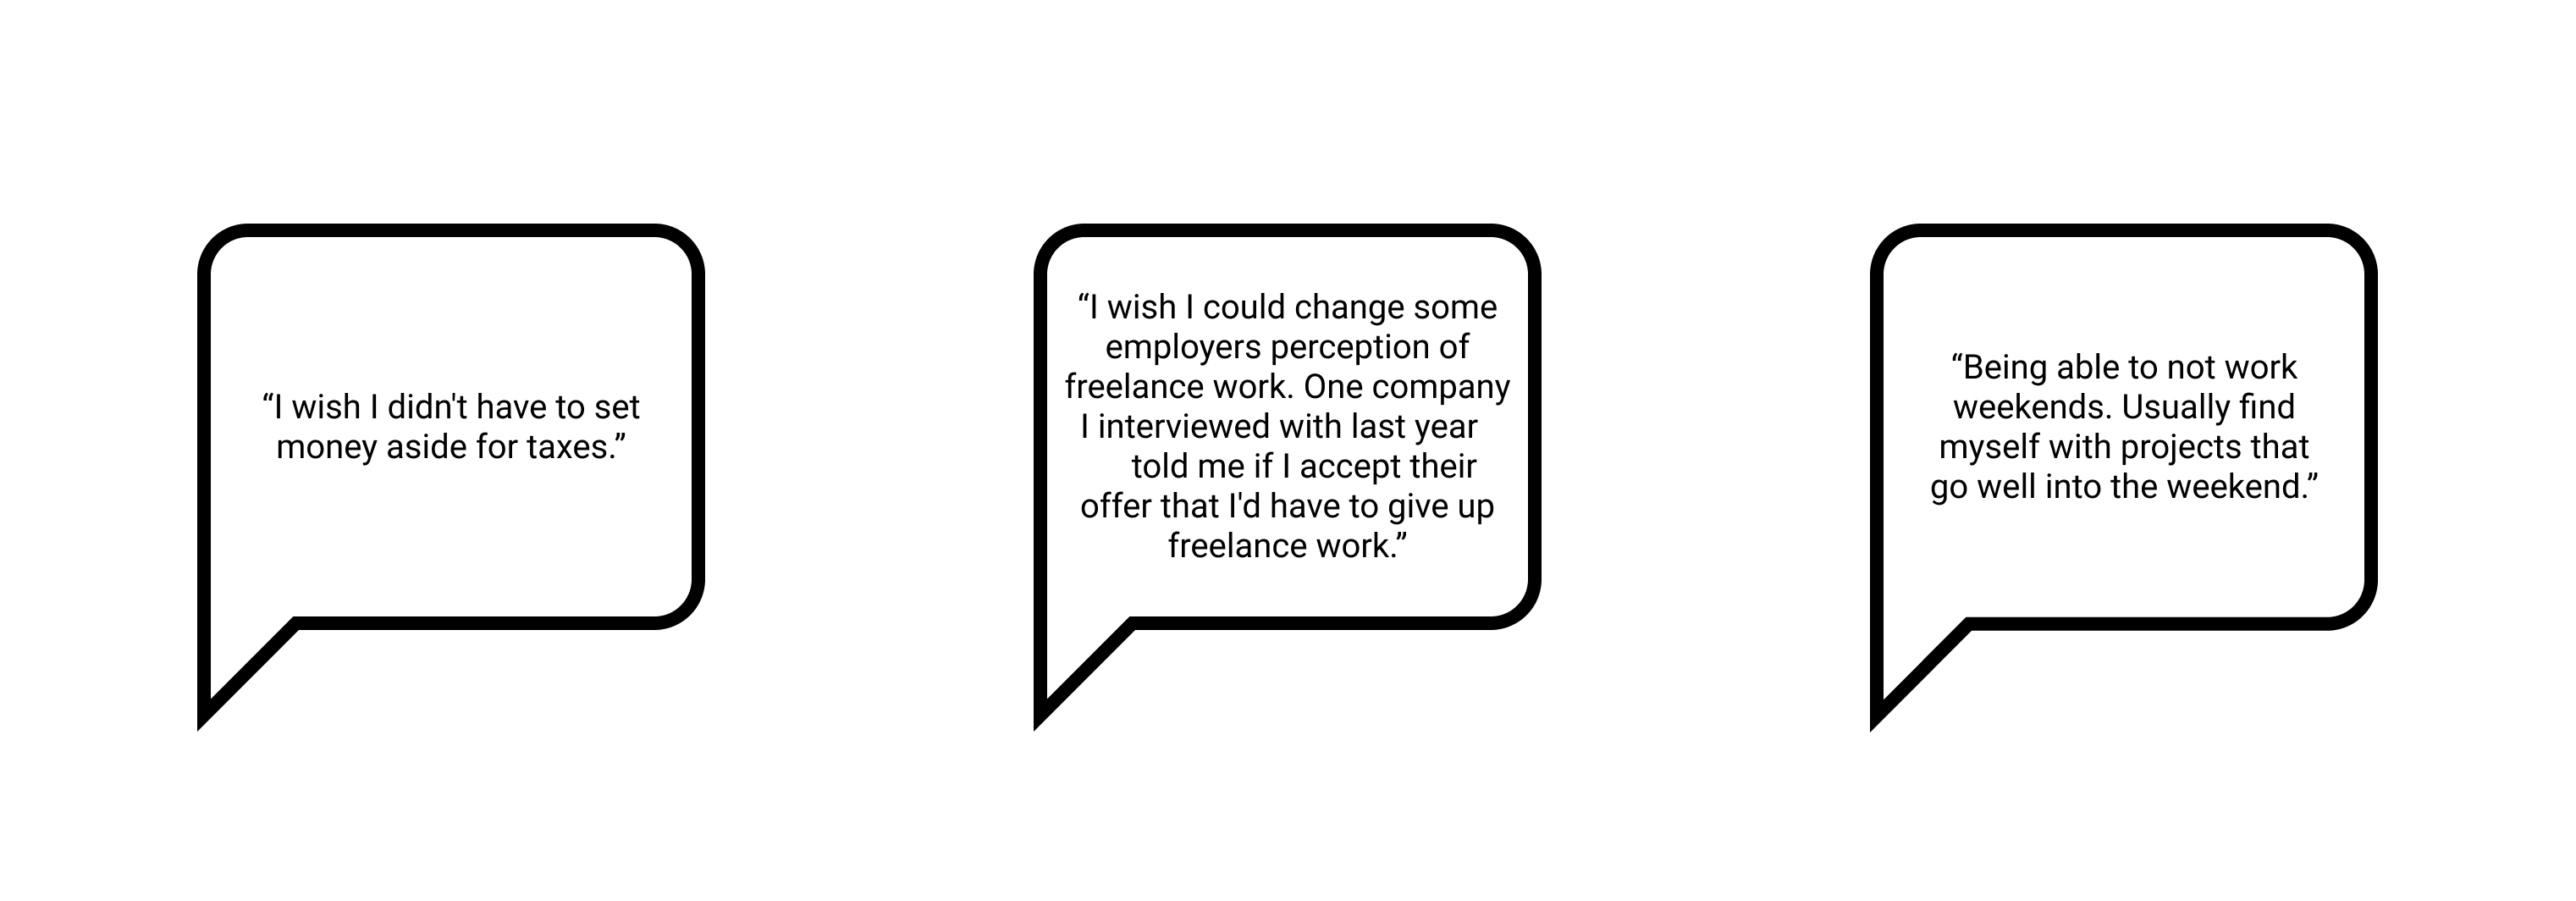 “I wish I didn't have to set
money aside for taxes.”
“I wish I could change some
employers perception of
freelance work. One company
I interviewed with last year
told me if I accept their
offer that I'd have to give up
freelance work.”
“Being able to not work
weekends. Usually find
myself with projects that
go well into the weekend.”